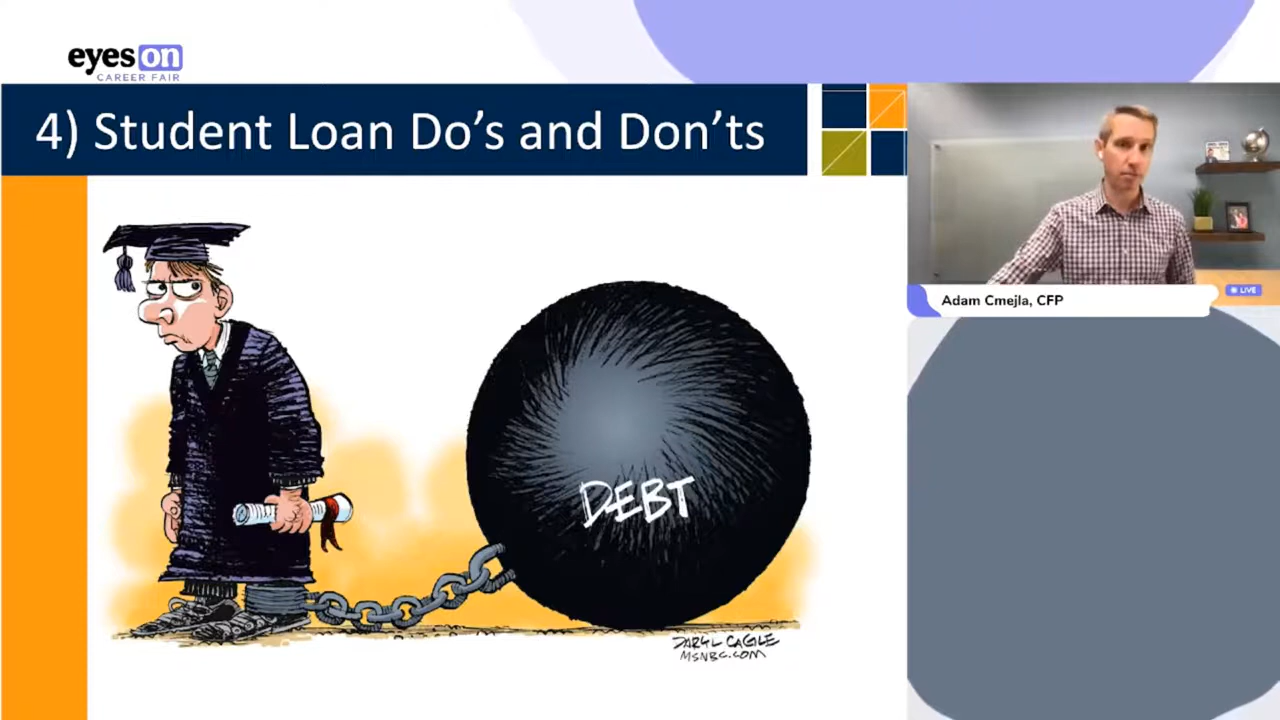 eyes on
CAREER FAIR
4) Student Loan Do’s and Don’ts
LIVE
Adam Cmejla, CFP
DEBT
DARYL CAGLE
MSNBC.COM